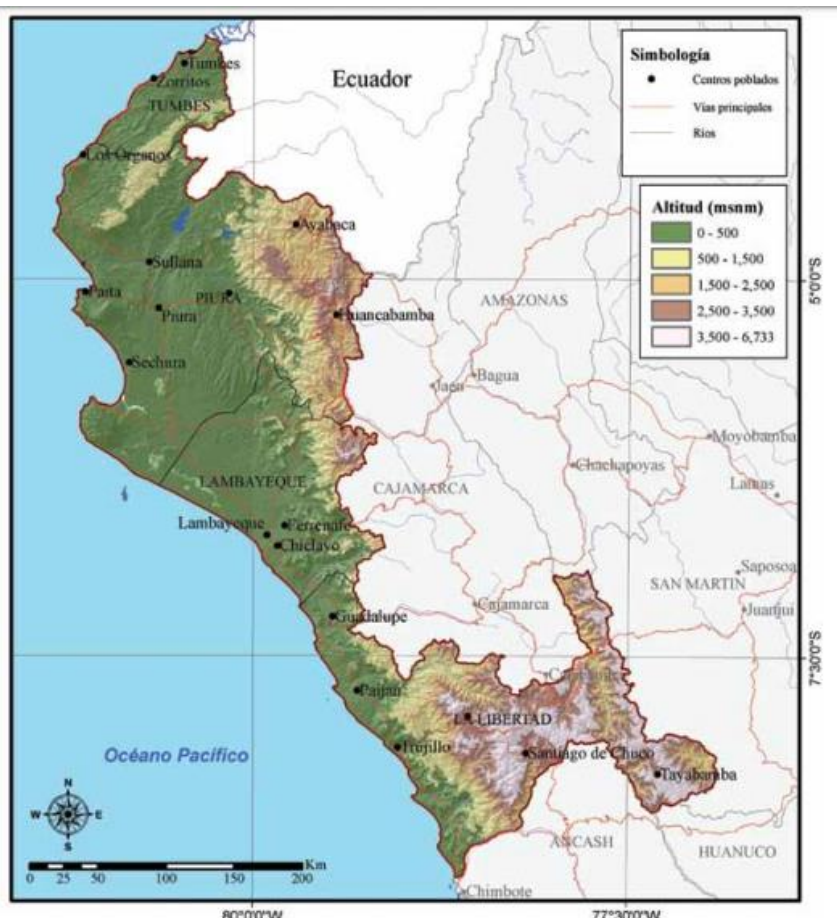 Simbología
Centros poblados
Vías principales
Ríos
Altitud (msnm)
0 - 500
500 - 1,500
1,500 - 2,500
2,500 - 3,500
3,500 - 6,733
Ecuador
Tumbes
Zorritos
TUMBES
Los Organos
Ayabaca
Sullana
5°0'0"S
Paita
PIURA
AMAZONAS
Piura
Huancabamba
Sechura
Bagua
Jaen
Moyobamba
Chachapoyas
LAMBAYEQUE
CAJAMARCA
Lamas
Lambayeque
Ferreñafe
Chiclayo
Saposoa
SAN MARTIN
Cajamarca
Juanjui
Guadalupe
7°30'0"S
Paijan
LA LIBERTAD
Trujillo
Santiago de Chuco
Océano Pacífico
Tayabamba
N
W
E
S
ANCASH
HUANUCO
Km
0 25 50 100 150 200
Chimbote
80°0'0"W
77°30'0"W